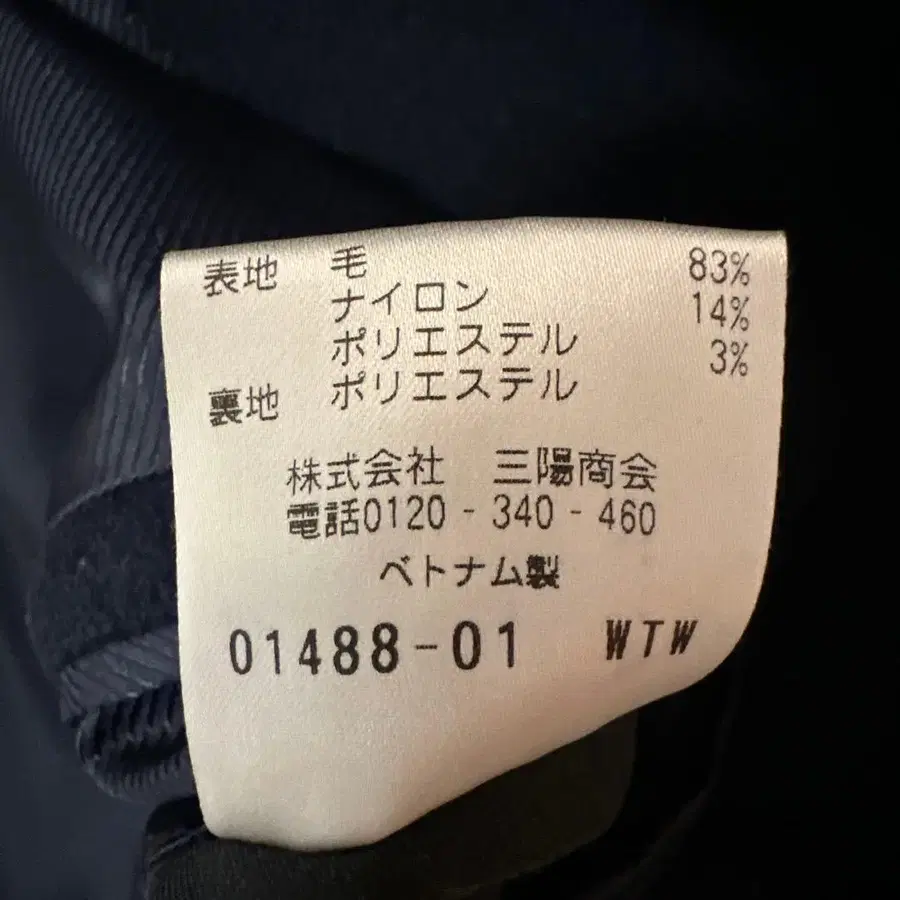 表地 毛 83%
ナイロン 14%
ポリエステル 3%
裏地 ポリエステル
株式会社 三陽商会
電話0120-340-460
ベトナム製
01488-01 WTW